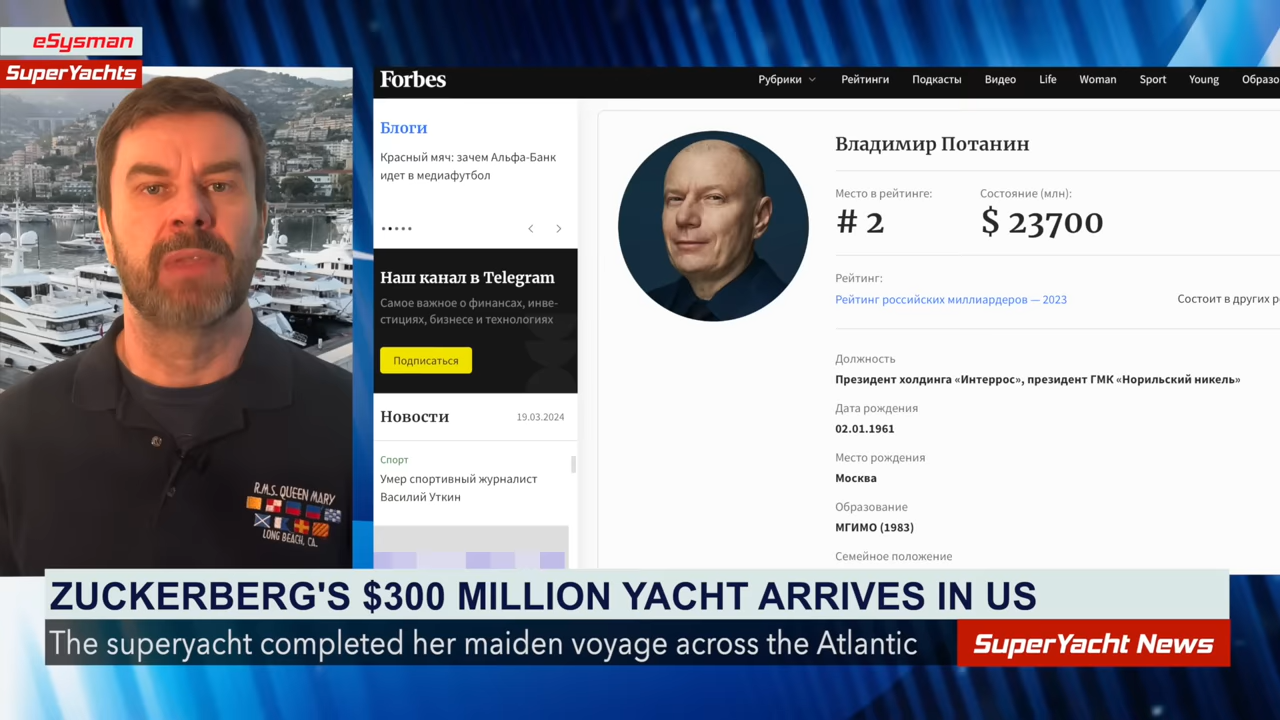 eSysman
SuperYachts
Forbes
Рубрики
Рейтинги
Подкасты
Видео
Life
Woman
Sport
Young
Образо
Блоги
Красный мяч: зачем Альфа-Банк
идет в медиафутбол
Наш канал в Telegram
Самое важное о финансах, инве-
стициях, бизнесе и технологиях
Подписаться
Новости
19.03.2024
Спорт
Умер спортивный журналист
Василий Уткин
Владимир Потанин
Место в рейтинге:
# 2
Состояние (млн):
$ 23700
Рейтинг:
Рейтинг российских миллиардеров — 2023
Состоит в других р
Должность
Президент холдинга «Интеррос», президент ГМК «Норильский никель»
Дата рождения
02.01.1961
Место рождения
Москва
Образование
МГИМО (1983)
Семейное положение
R.M.S. QUEEN MARY
LONG BEACH, CA.
ZUCKERBERG'S $300 MILLION YACHT ARRIVES IN US
The superyacht completed her maiden voyage across the Atlantic
SuperYacht News